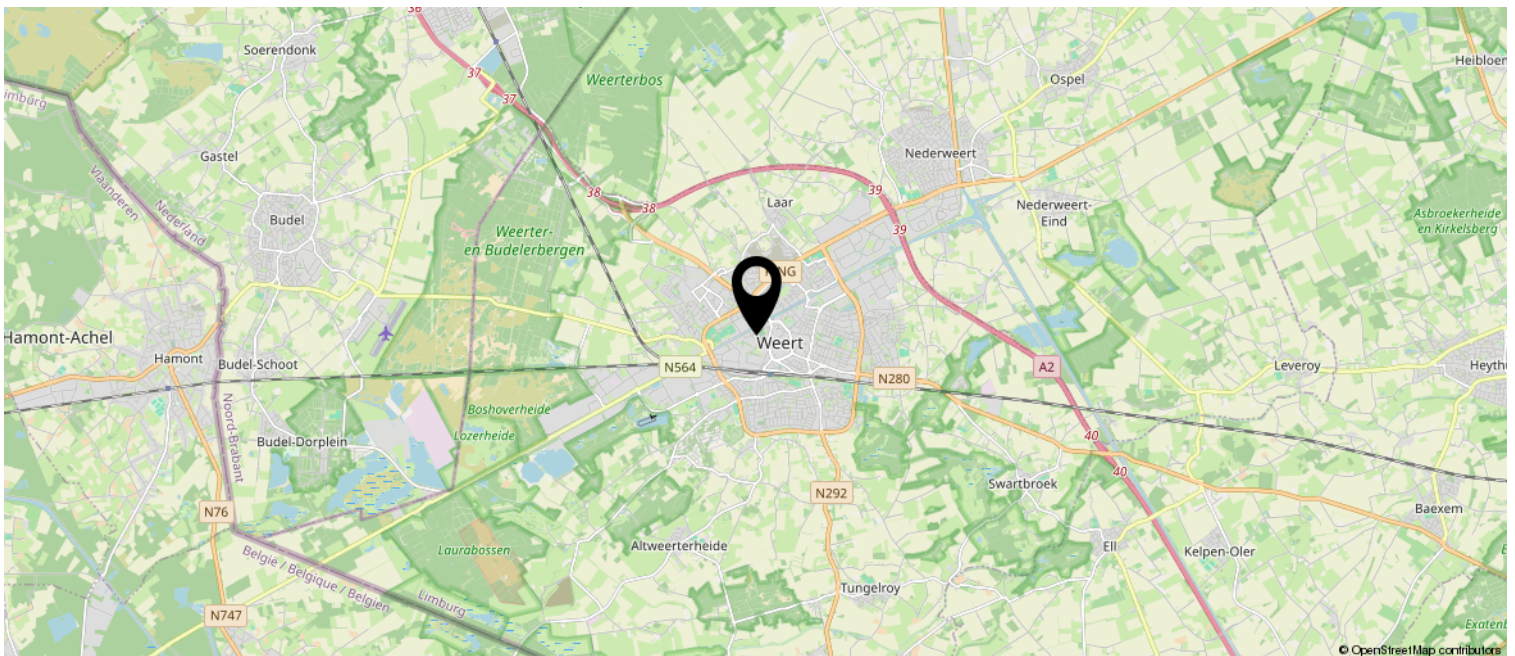 36
Soerendonk
37
37
Weerterbos
Ospel
imburg
Gastel
Nederweert
Vlaanderen
Nederland
38
38
39
Laar
Nederweert-
Eind
Budel
Weerter-
en Budelerbergen
39
Asbroekerheide
en Kirkelsberg
Hamont-Achel
Hamont
Budel-Schoot
Weert
N564
N280
A2
Leveroy
Noord-Brabant
Boshoverheide
Lozerheide
Budel-Dorplein
40
40
N76
N292
Swartbroek
Baexem
België / Belgique / Belgien
Limburg
Laurabossen
Altweerterheide
Ell
Kelpen-Oler
Tungelroy
N747
© OpenStreetMap contributors